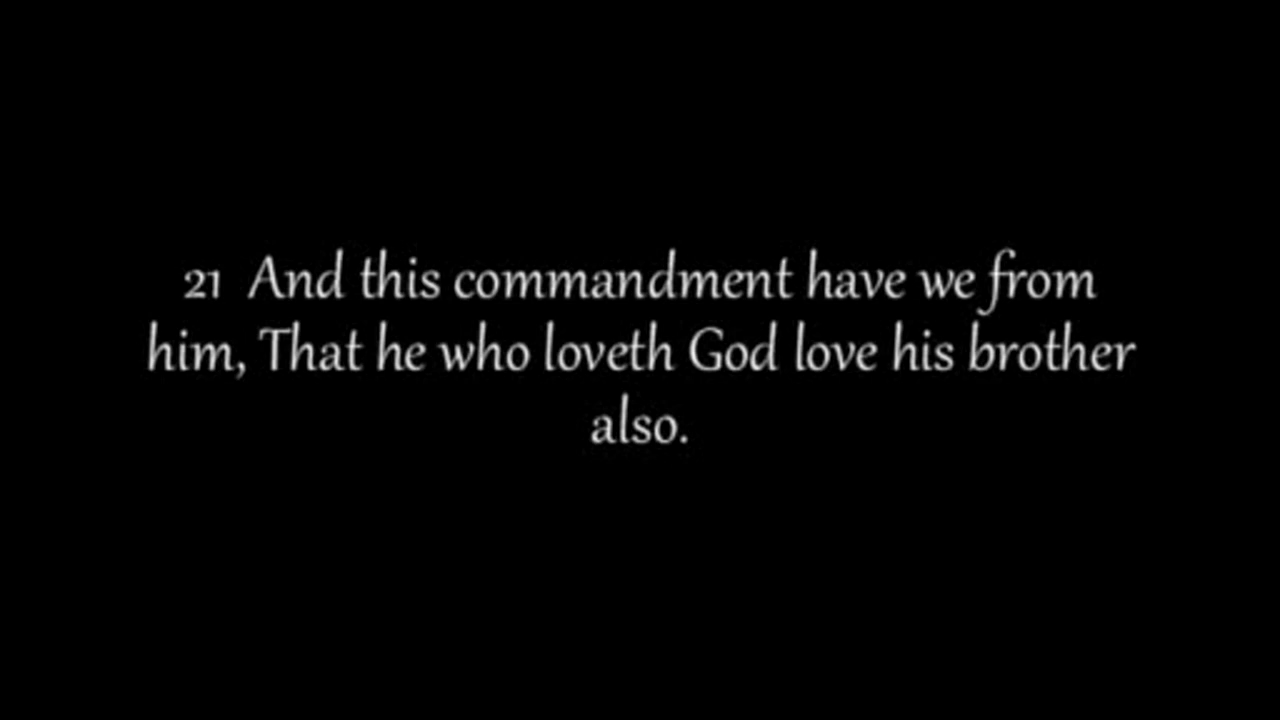 21 And this commandment have we from
him, That he who loveth God love his brother
also.